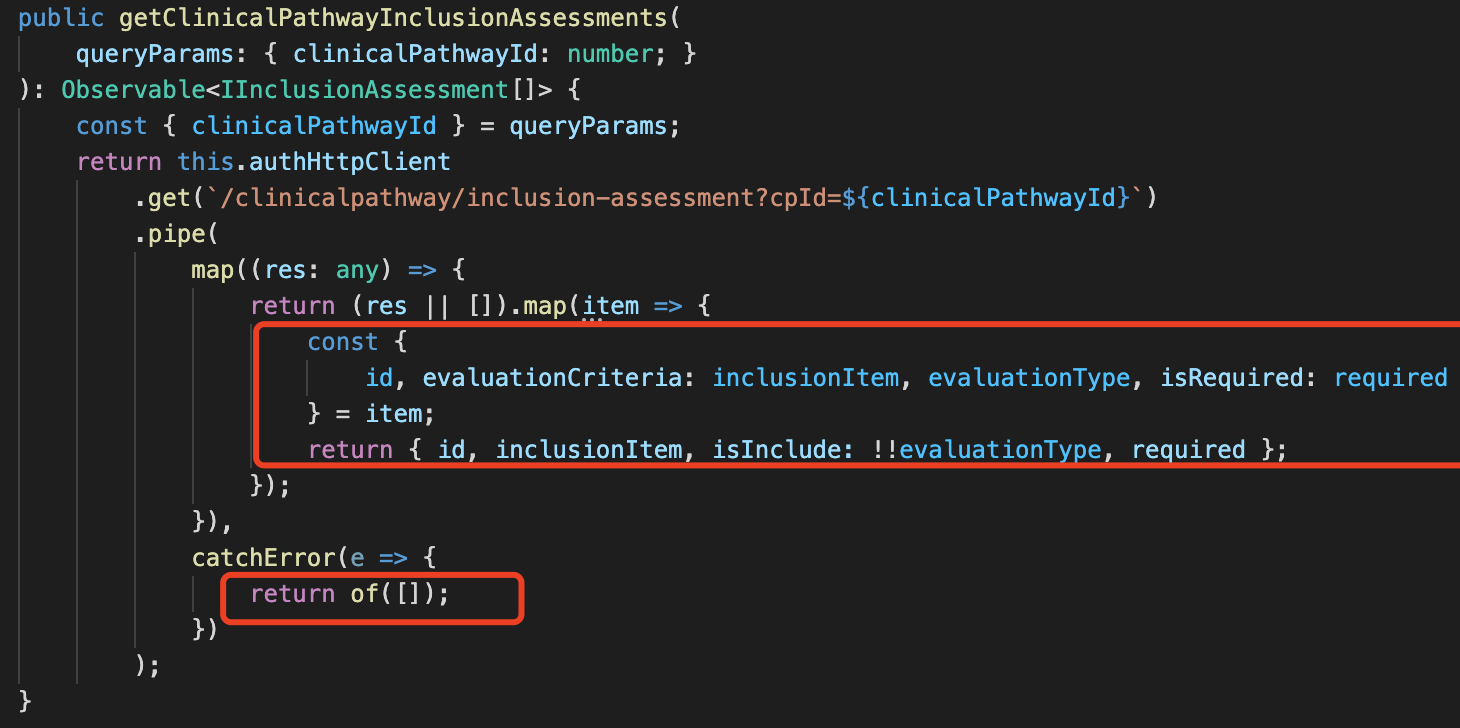 public getClinicalPathwayInclusionAssessments(
    queryParams: { clinicalPathwayId: number; }
): Observable<IInclusionAssessment[]> {
    const { clinicalPathwayId } = queryParams;
    return this.authHttpClient
        .get(`/clinicalpathway/inclusion-assessment?cpId=${clinicalPathwayId}`)
        .pipe(
            map((res: any) => {
                return (res || []).map(item => {
                    const {
                        id, evaluationCriteria: inclusionItem, evaluationType, isRequired: required
                    } = item;
                    return { id, inclusionItem, isInclude: !!evaluationType, required };
                });
            }),
            catchError(e => {
                return of([]);
            })
        );
}